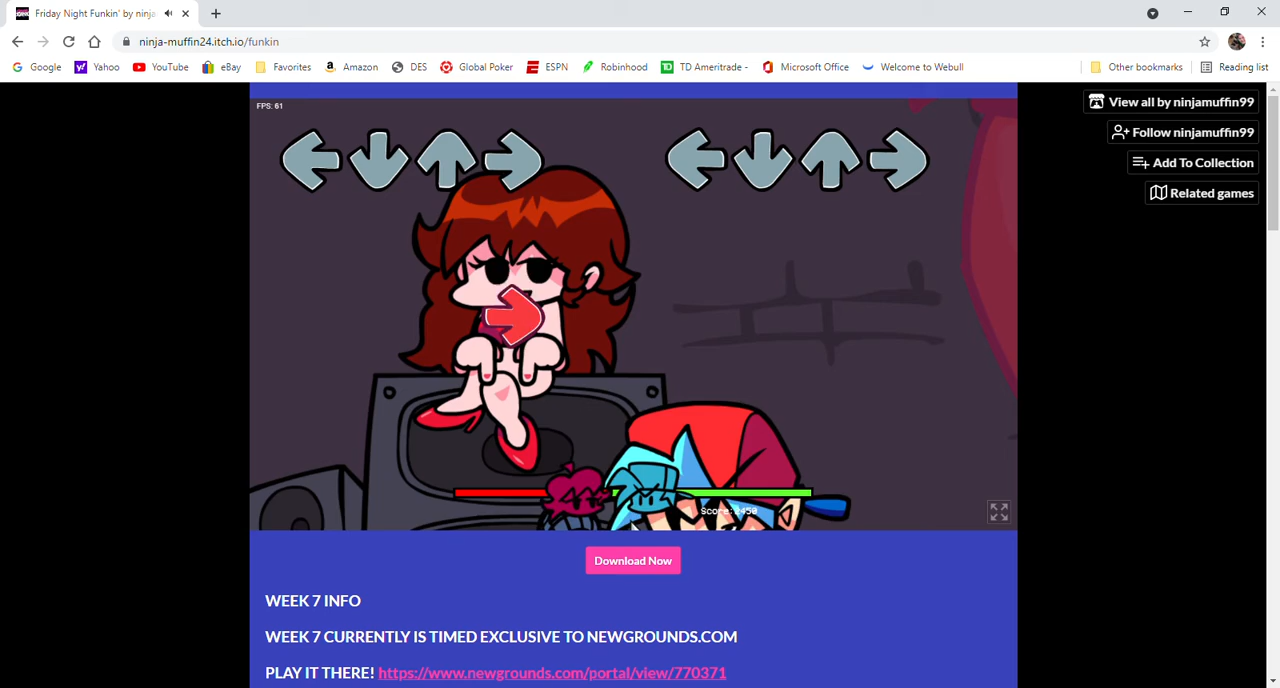 Friday Night Funkin' by ninja
ninja-muffin24.itch.io/funkin
Google Yahoo YouTube eBay Favorites Amazon DES Global Poker ESPN Robinhood TD Ameritrade - Microsoft Office Welcome to Webull Other bookmarks Reading list
FPS: 61
View all by ninjamuffin99
Follow ninjamuffin99
Add To Collection
Related games
Score:2450
Download Now
WEEK 7 INFO
WEEK 7 CURRENTLY IS TIMED EXCLUSIVE TO NEWGROUNDS.COM
PLAY IT THERE! https://www.newgrounds.com/portal/view/770371